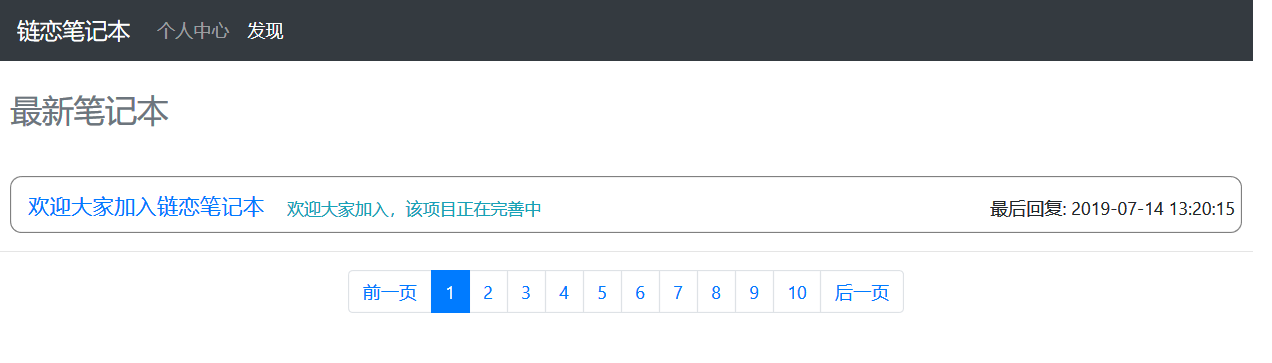 链恋笔记本 个人中心 发现
最新笔记本
欢迎大家加入链恋笔记本 欢迎大家加入，该项目正在完善中 最后回复: 2019-07-14 13:20:15
前一页 1 2 3 4 5 6 7 8 9 10 后一页